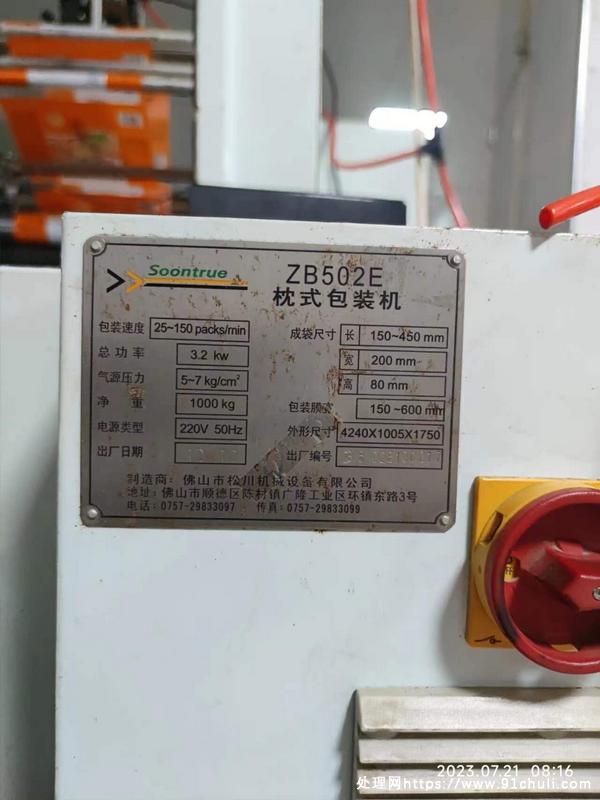 Soontrue
ZB502E
枕式包装机
包装速度 25~150 packs/min
总功率 3.2 kw
气源压力 5~7 kg/cm²
净重 1000 kg
电源类型 220V 50Hz
出厂日期
成袋尺寸 长 150~450 mm
宽 200 mm
高 80 mm
包装膜宽 150~600 mm
外形尺寸 4240X1005X1750
出厂编号
制造商: 佛山市松川机械设备有限公司
地址: 佛山市顺德区陈村镇广隆工业区环镇东路3号
电话: 0757-29833097 传真: 0757-29833099
2023.07.21 08:16
处理网https://www.91chuli.com